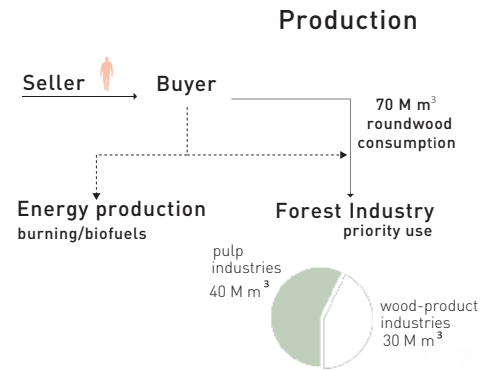 Production
Seller
Buyer
70 M m³
roundwood
consumption
Energy production
burning/biofuels
Forest Industry
priority use
pulp
industries
40 M m³
wood-product
industries
30 M m³